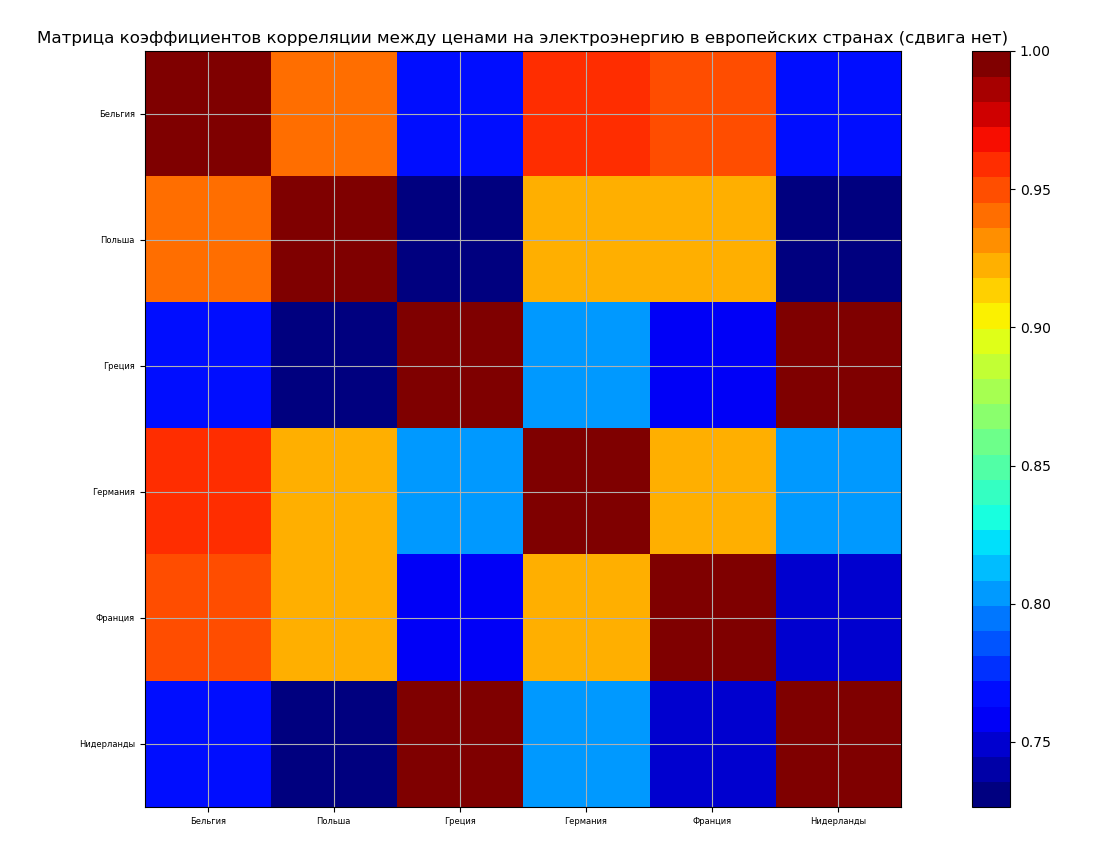 Матрица коэффициентов корреляции между ценами на электроэнергию в европейских странах (сдвига нет)
Бельгия
Польша
Греция
Германия
Франция
Нидерланды
Бельгия Польша Греция Германия Франция Нидерланды
1.00
0.95
0.90
0.85
0.80
0.75